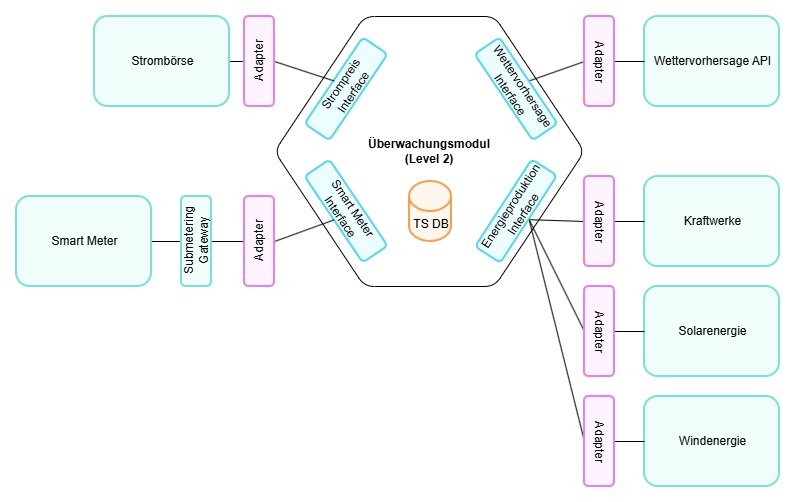 Strombörse
Adapter
Strompreis
Interface
Wettervorhersage
Interface
Adapter
Wettervorhersage API
Überwachungsmodul
(Level 2)
TS DB
Smart Meter
Submetering
Gateway
Adapter
Smart Meter
Interface
Energieproduktion
Interface
Adapter
Kraftwerke
Adapter
Solarenergie
Adapter
Windenergie